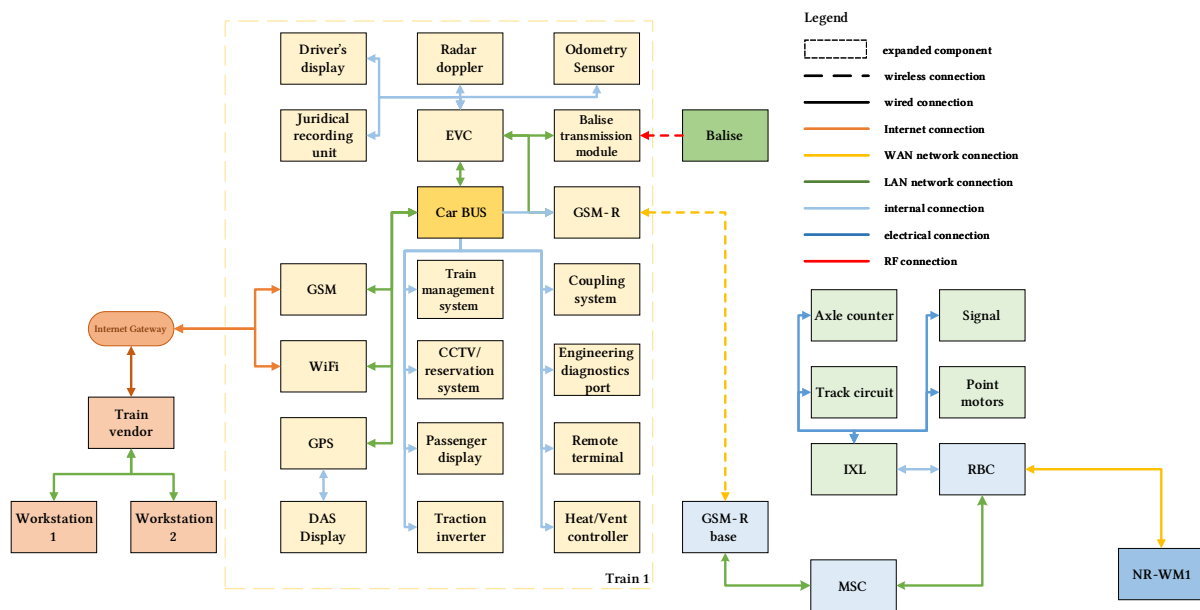 Driver's
display
Radar
doppler
Odometry
Sensor
Juridical
recording
unit
EVC
Balise
transmission
module
Balise
Car BUS
GSM-R
GSM
Train
management
system
Coupling
system
Internet Gateway
WiFi
CCTV/
reservation
system
Engineering
diagnostics
port
Train
vendor
GPS
Passenger
display
Remote
terminal
Workstation
1
Workstation
2
DAS
Display
Traction
inverter
Heat/Vent
controller
Train 1
GSM-R
base
MSC
Legend
expanded component
wireless connection
wired connection
Internet connection
WAN network connection
LAN network connection
internal connection
electrical connection
RF connection
Axle counter
Signal
Track circuit
Point
motors
IXL
RBC
NR-WM1